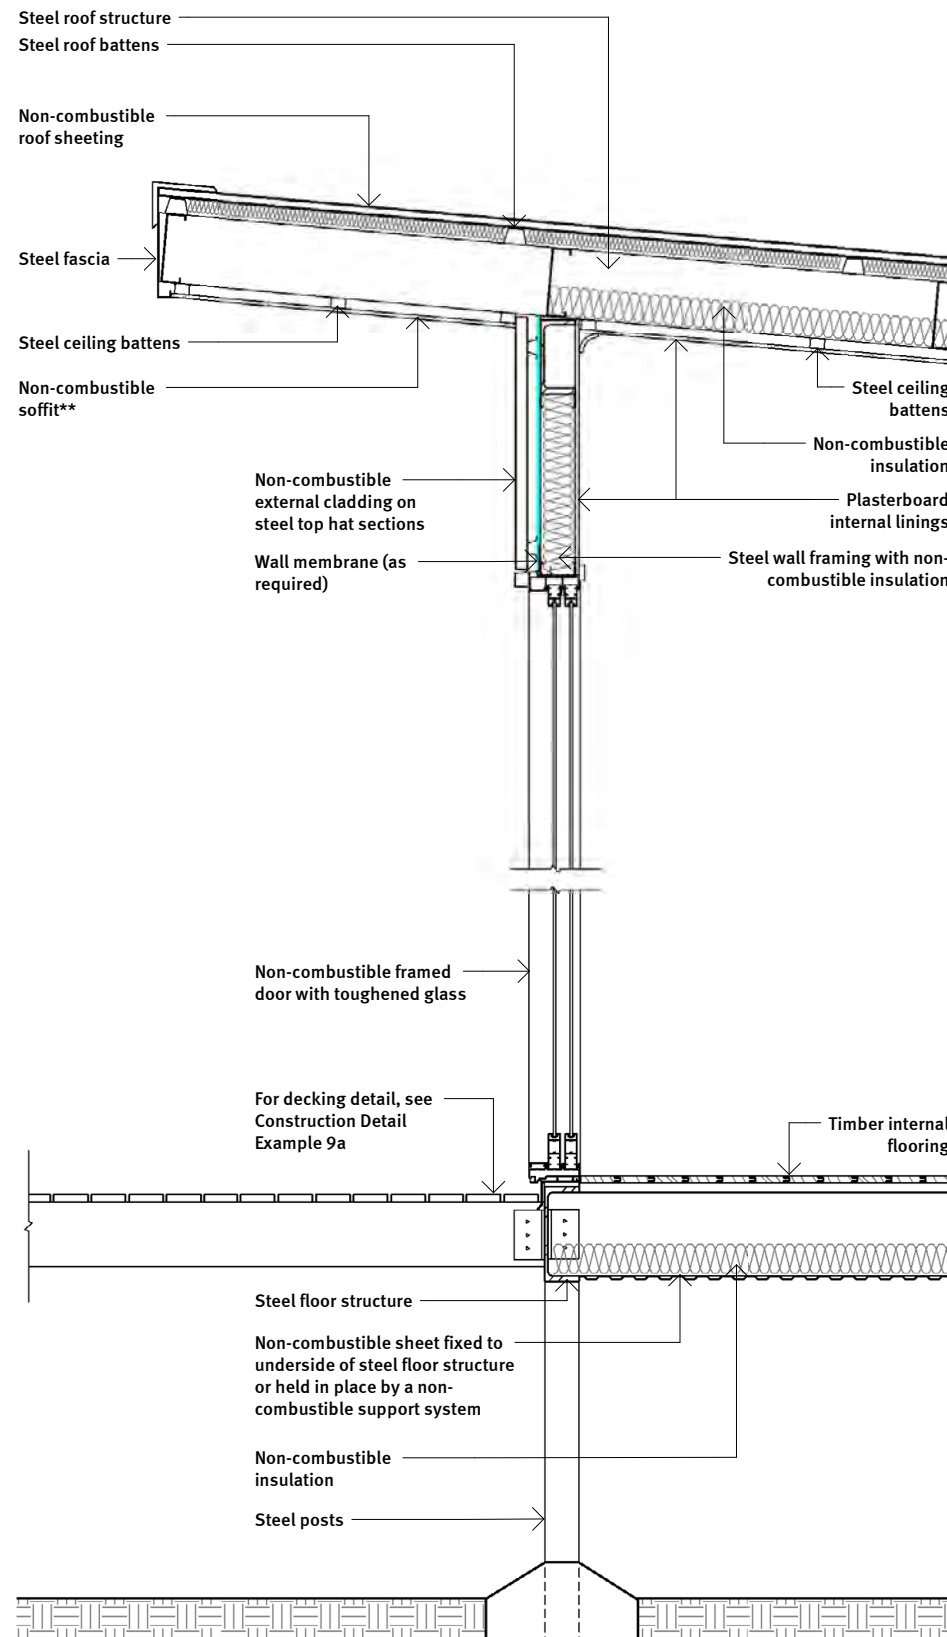 Steel roof structure
Steel roof battens
Non-combustible
roof sheeting
Steel fascia
Steel ceiling battens
Non-combustible
soffit**
Steel ceiling
battens
Non-combustible
insulation
Non-combustible
external cladding on
steel top hat sections
Plasterboard
internal linings
Wall membrane (as
required)
Steel wall framing with non-
combustible insulation
Non-combustible framed
door with toughened glass
For decking detail, see
Construction Detail
Example 9a
Timber internal
flooring
Steel floor structure
Non-combustible sheet fixed to
underside of steel floor structure
or held in place by a non-
combustible support system
Non-combustible
insulation
Steel posts